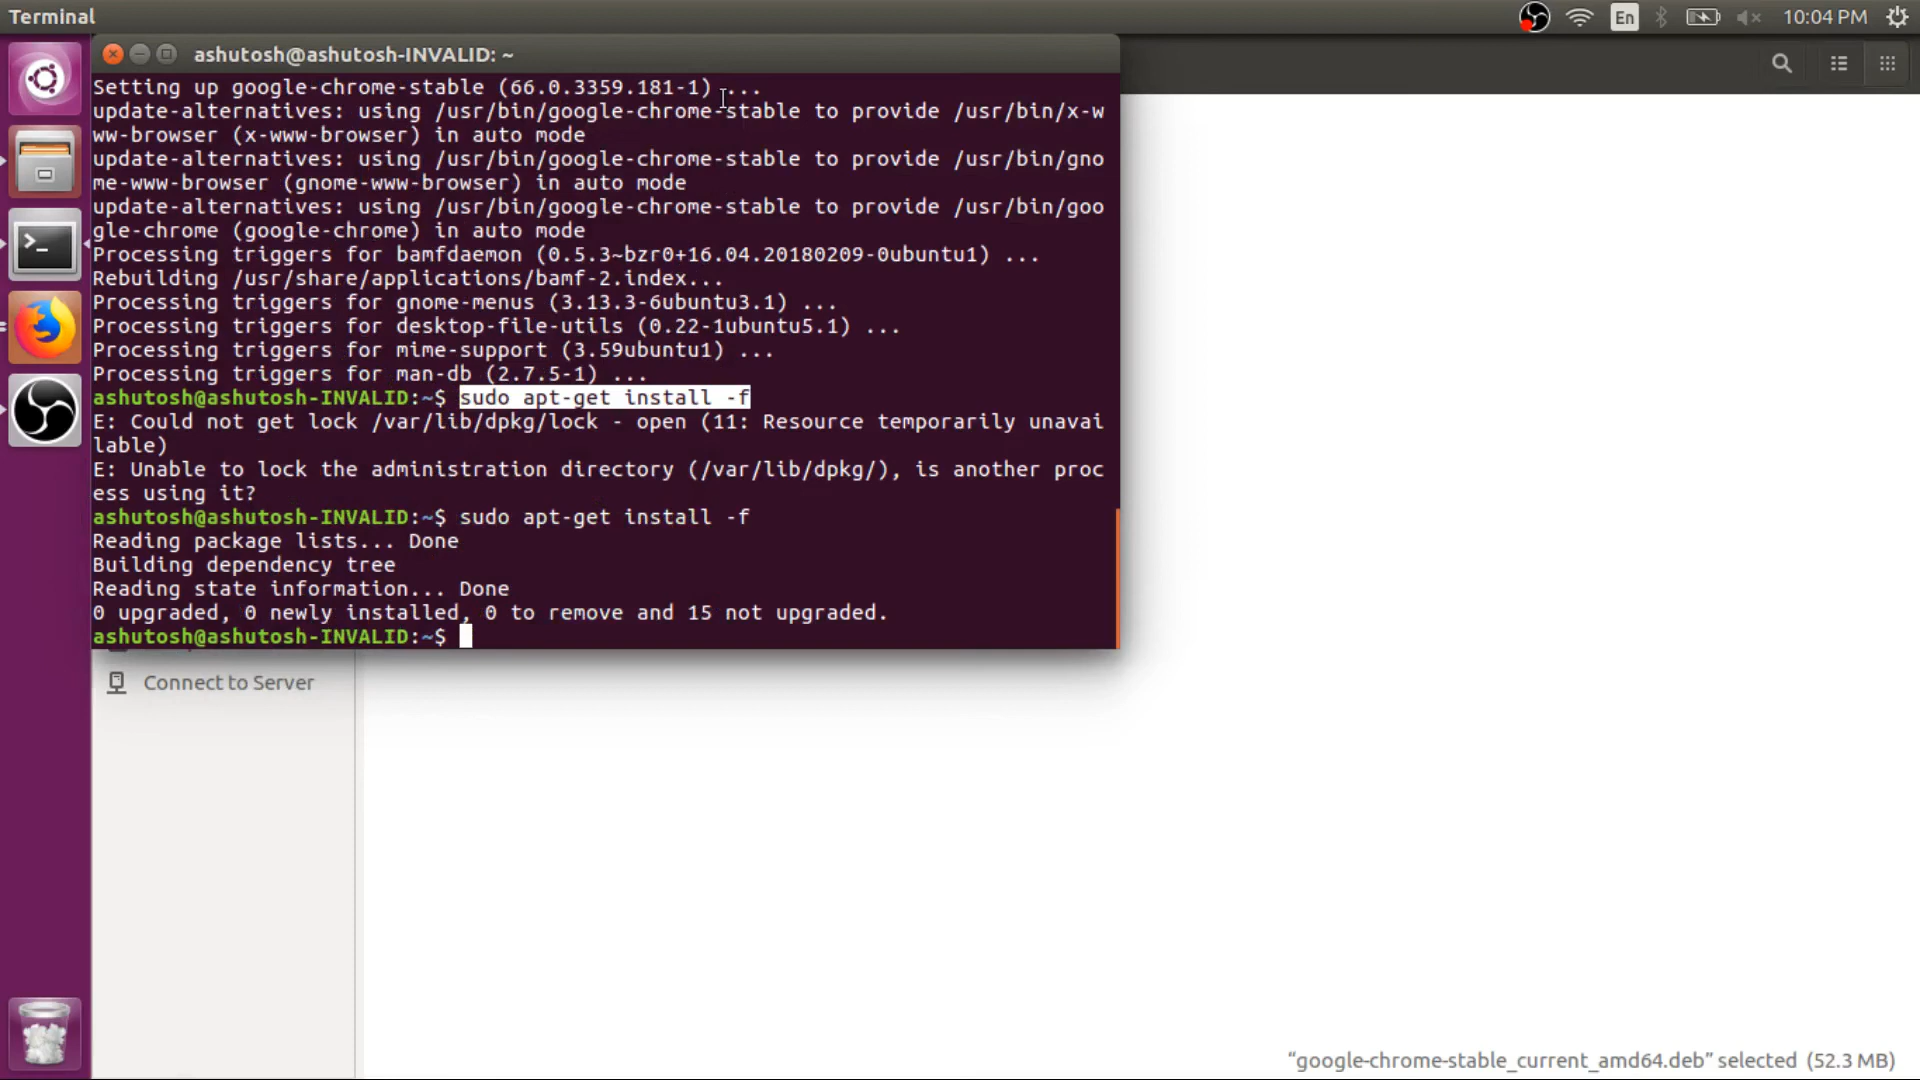 Terminal
En
10:04 PM
ashutosh@ashutosh-INVALID: ~
Setting up google-chrome-stable (66.0.3359.181-1) ...
update-alternatives: using /usr/bin/google-chrome-stable to provide /usr/bin/x-w
ww-browser (x-www-browser) in auto mode
update-alternatives: using /usr/bin/google-chrome-stable to provide /usr/bin/gno
me-www-browser (gnome-www-browser) in auto mode
update-alternatives: using /usr/bin/google-chrome-stable to provide /usr/bin/goo
gle-chrome (google-chrome) in auto mode
Processing triggers for bamfdaemon (0.5.3~bzr0+16.04.20180209-0ubuntu1) ...
Rebuilding /usr/share/applications/bamf-2.index...
Processing triggers for gnome-menus (3.13.3-6ubuntu3.1) ...
Processing triggers for desktop-file-utils (0.22-1ubuntu5.1) ...
Processing triggers for mime-support (3.59ubuntu1) ...
Processing triggers for man-db (2.7.5-1) ...
ashutosh@ashutosh-INVALID:~$ sudo apt-get install -f
E: Could not get lock /var/lib/dpkg/lock - open (11: Resource temporarily unavai
lable)
E: Unable to lock the administration directory (/var/lib/dpkg/), is another proc
ess using it?
ashutosh@ashutosh-INVALID:~$ sudo apt-get install -f
Reading package lists... Done
Building dependency tree
Reading state information... Done
0 upgraded, 0 newly installed, 0 to remove and 15 not upgraded.
ashutosh@ashutosh-INVALID:~$
Connect to Server
“google-chrome-stable_current_amd64.deb” selected (52.3 MB)